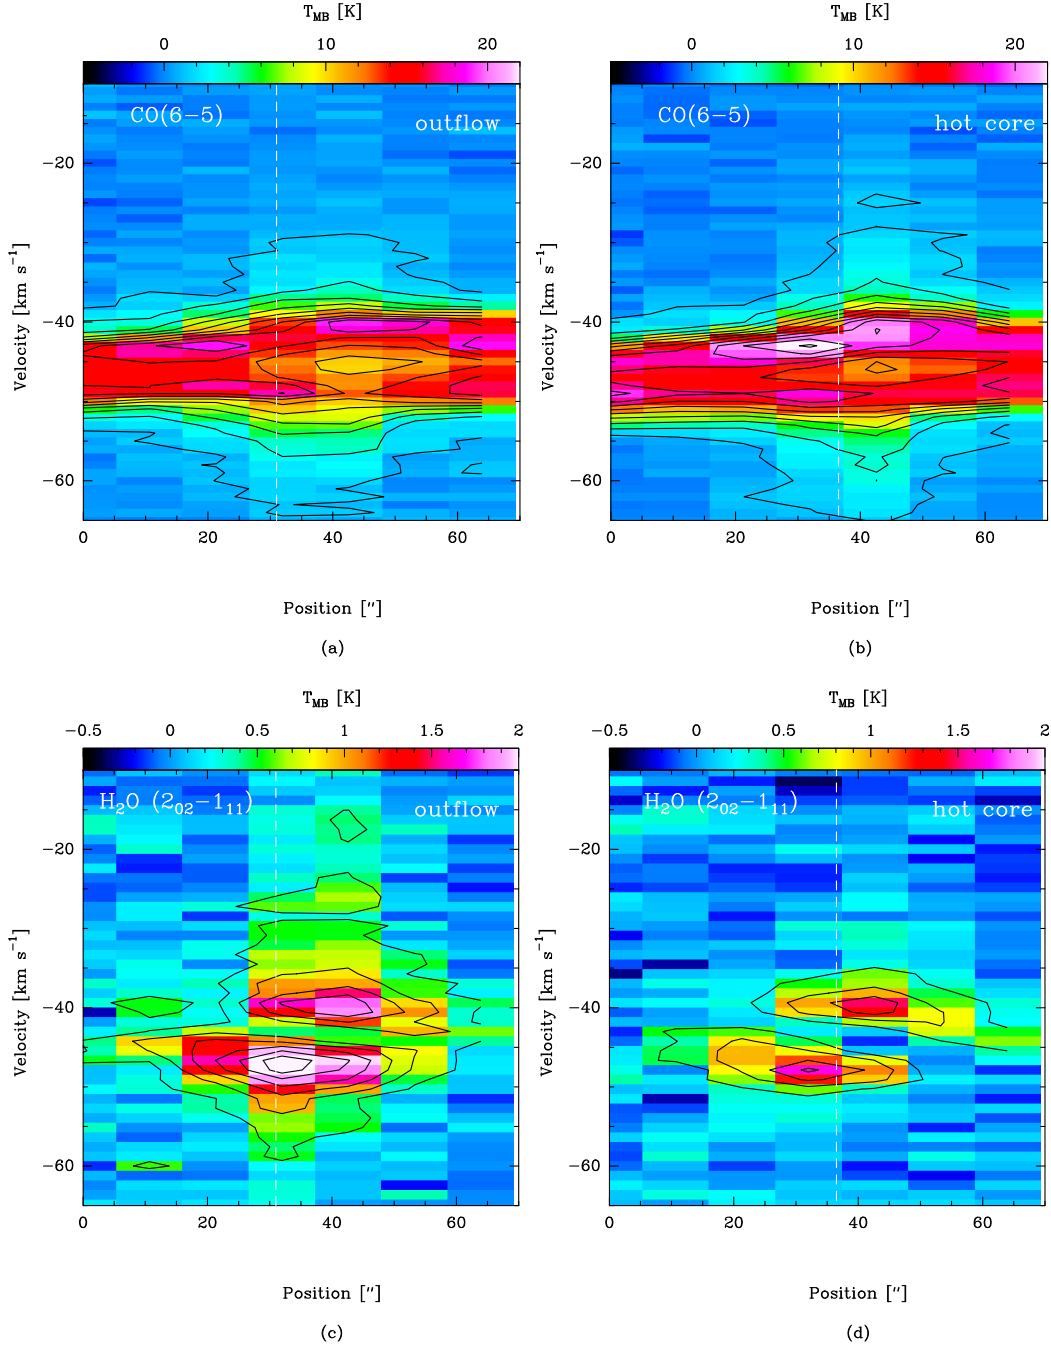 T_MB [K] T_MB [K]
0 10 20 0 10 20
CO(6−5) outflow CO(6−5) hot core
−20 −20
−40 −40
−60 −60
Velocity [km s⁻¹] Velocity [km s⁻¹]
0 20 40 60 0 20 40 60
Position [″] Position [″]
(a) (b)
T_MB [K] T_MB [K]
−0.5 0 0.5 1 1.5 2 −0.5 0 0.5 1 1.5 2
H₂O (2₀₂−1₁₁) outflow H₂O (2₀₂−1₁₁) hot core
−20 −20
−40 −40
−60 −60
Velocity [km s⁻¹] Velocity [km s⁻¹]
0 20 40 60 0 20 40 60
Position [″] Position [″]
(c) (d)